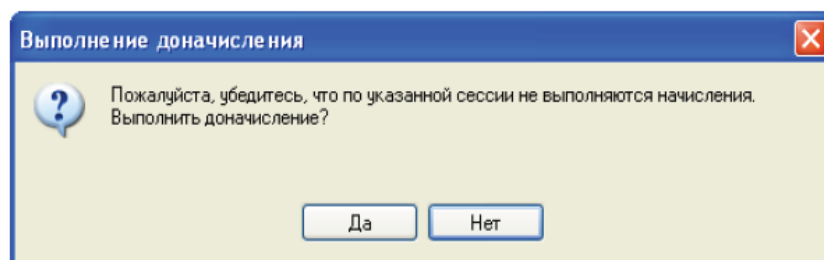 Выполнение доначисления
Пожалуйста, убедитесь, что по указанной сессии не выполняются начисления.
Выполнить доначисление?
Да
Нет